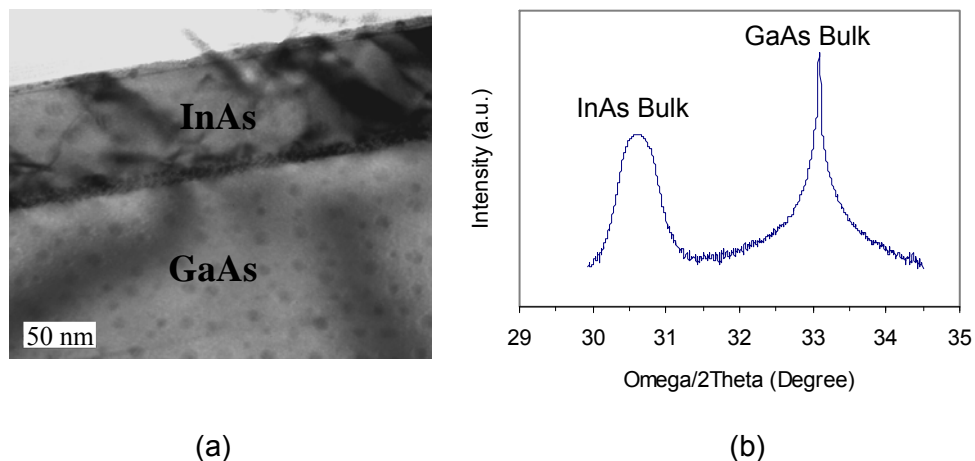 InAs
GaAs
50 nm
(a)
GaAs Bulk
InAs Bulk
Intensity (a.u.)
29 30 31 32 33 34 35
Omega/2Theta (Degree)
(b)